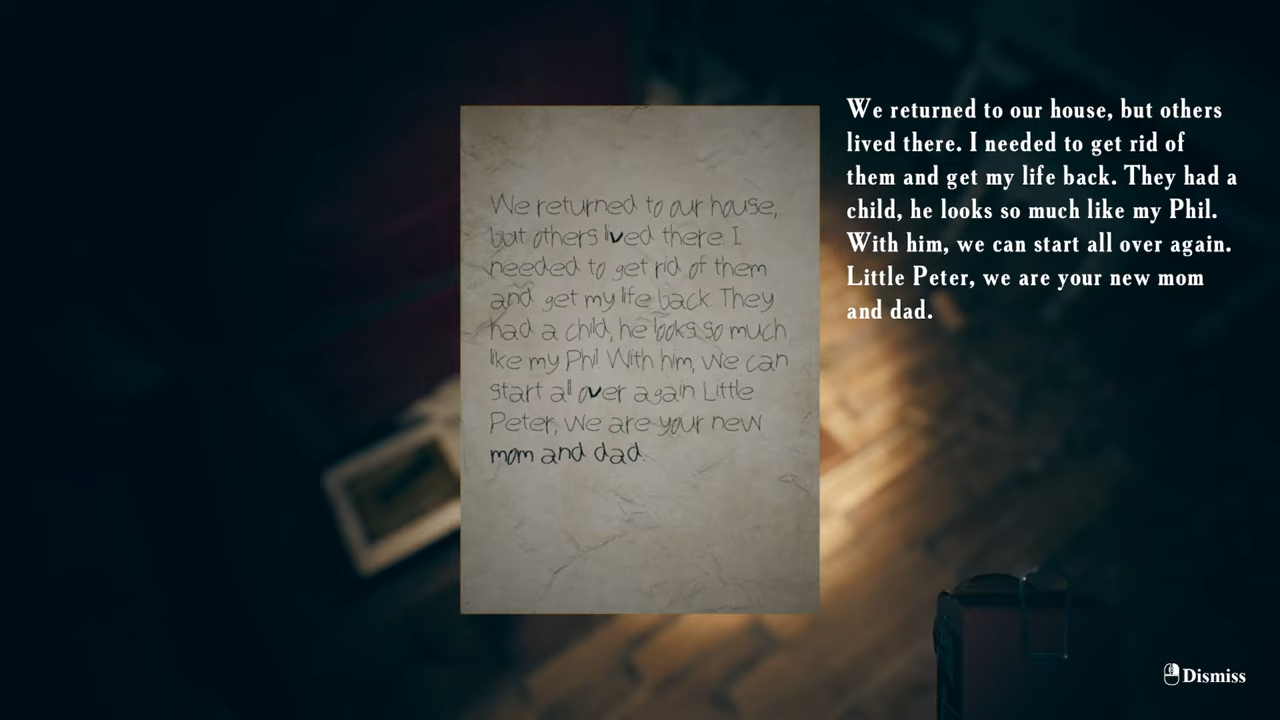 We returned to our house,
but others lived there. I
needed to get rid of them
and get my life back. They
had a child, he looks so much
like my Phil. With him, we can
start all over again. Little
Peter, we are your new
mom and dad.
We returned to our house, but others
lived there. I needed to get rid of
them and get my life back. They had a
child, he looks so much like my Phil.
With him, we can start all over again.
Little Peter, we are your new mom
and dad.
Dismiss